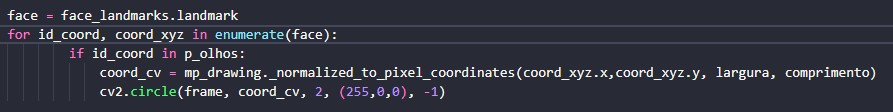 face = face_landmarks.landmark
for id_coord, coord_xyz in enumerate(face):
if id_coord in p_olhos:
coord_cv = mp_drawing._normalized_to_pixel_coordinates(coord_xyz.x,coord_xyz.y, largura, comprimento)
cv2.circle(frame, coord_cv, 2, (255,0,0), -1)